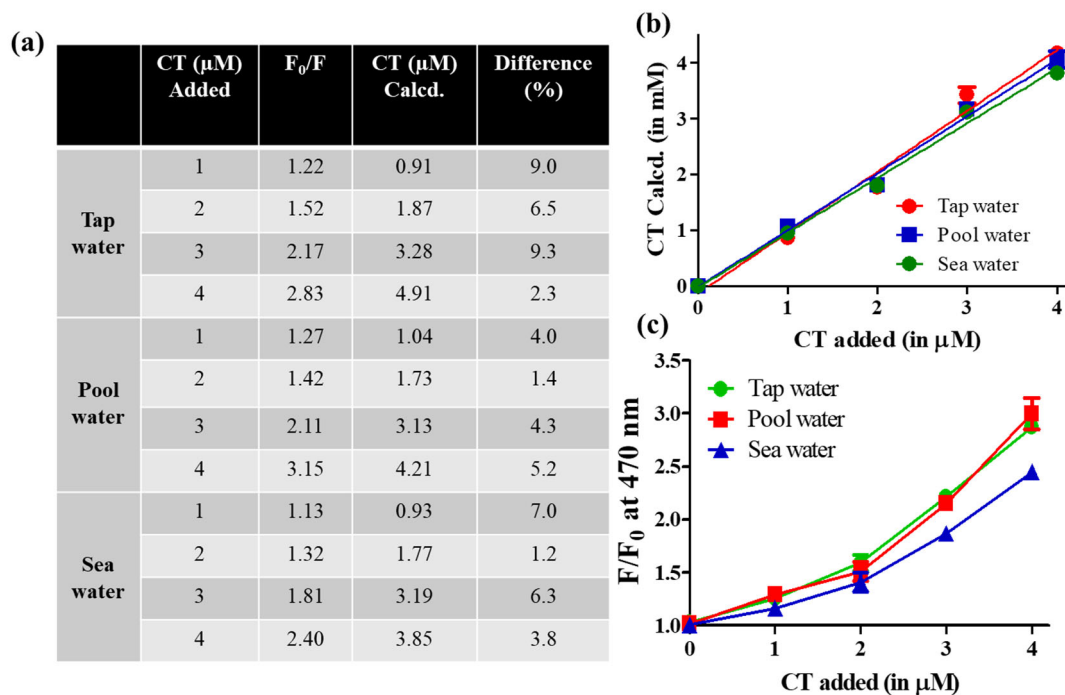 (a)
CT (µM) Added F₀/F CT (µM) Calcd. Difference (%)
Tap water
1 1.22 0.91 9.0
2 1.52 1.87 6.5
3 2.17 3.28 9.3
4 2.83 4.91 2.3
Pool water
1 1.27 1.04 4.0
2 1.42 1.73 1.4
3 2.11 3.13 4.3
4 3.15 4.21 5.2
Sea water
1 1.13 0.93 7.0
2 1.32 1.77 1.2
3 1.81 3.19 6.3
4 2.40 3.85 3.8
(b)
CT Calcd. (in mM)
4
3
2
1
0
Tap water
Pool water
Sea water
0 1 2 3 4
CT added (in µM)
(c)
F/F₀ at 470 nm
3.5
3.0
2.5
2.0
1.5
1.0
Tap water
Pool water
Sea water
0 1 2 3 4
CT added (in µM)